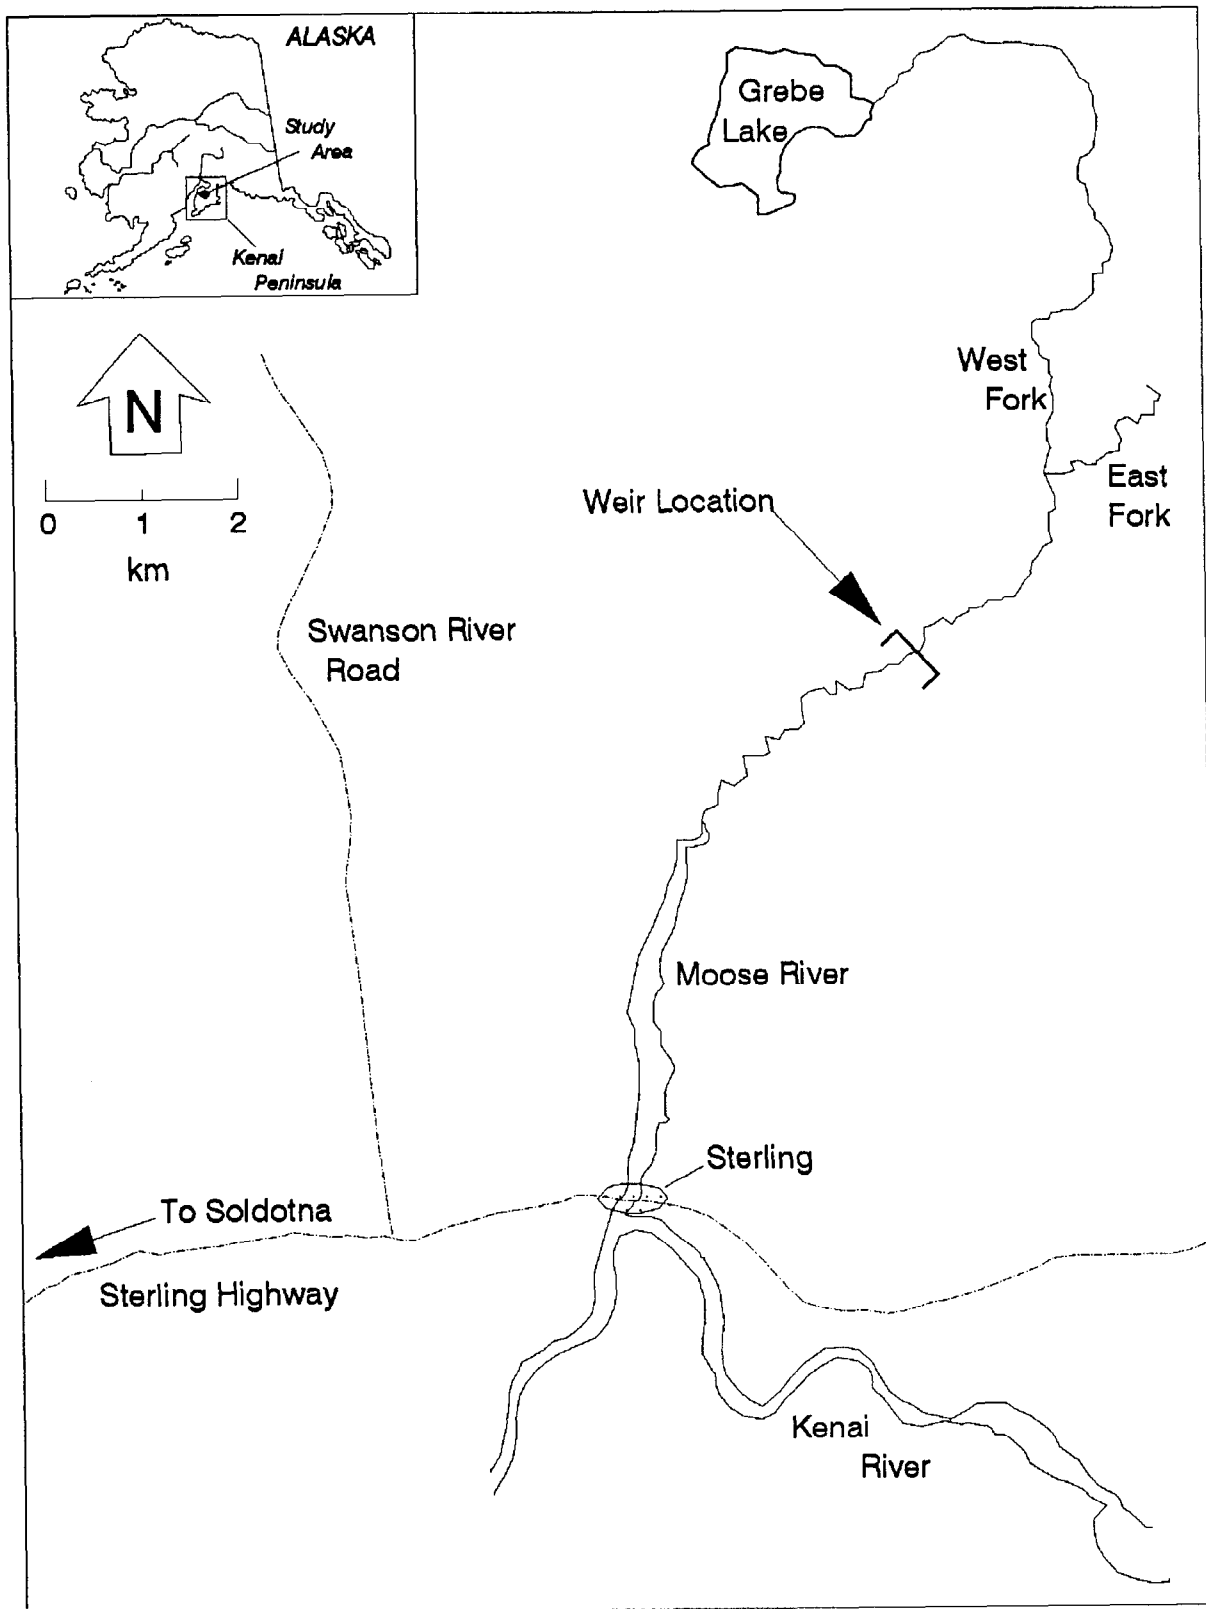 ALASKA
Study
Area
Kenai
Peninsula
Grebe
Lake
N
0 1 2
km
West
Fork
East
Fork
Weir Location
Swanson River
Road
Moose River
Sterling
To Soldotna
Sterling Highway
Kenai
River